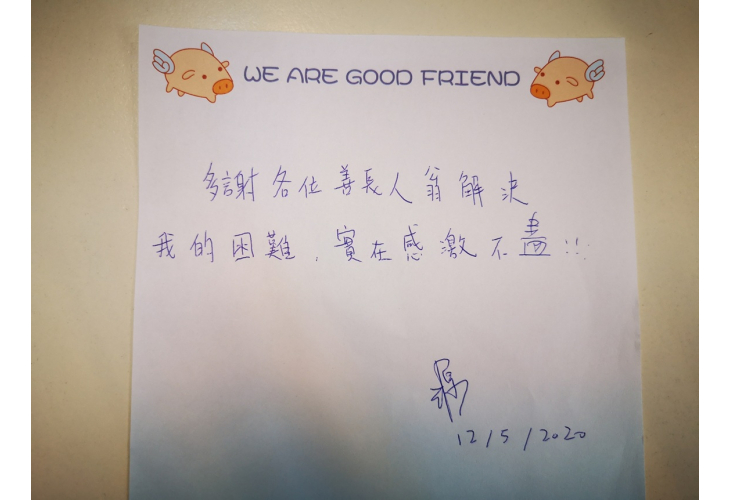 WE ARE GOOD FRIEND
多謝各位善長人翁解決
我的困難，實在感激不盡!!!
12/5/2020